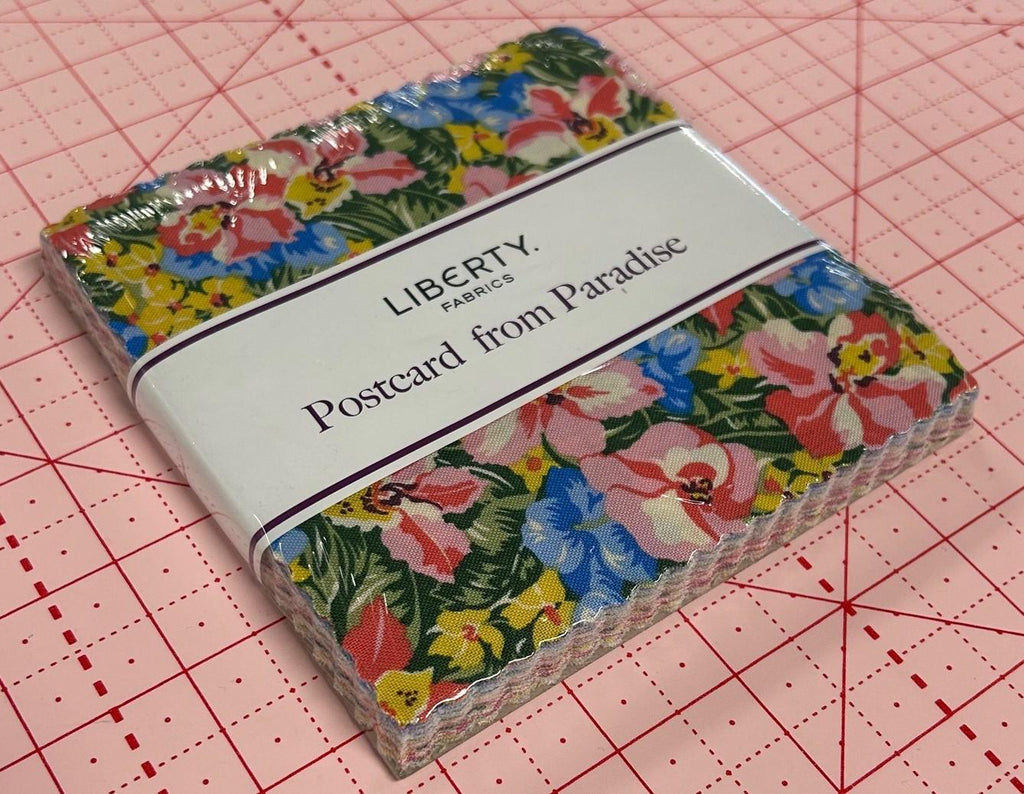 LIBERTY.
FABRICS
Postcard from Paradise